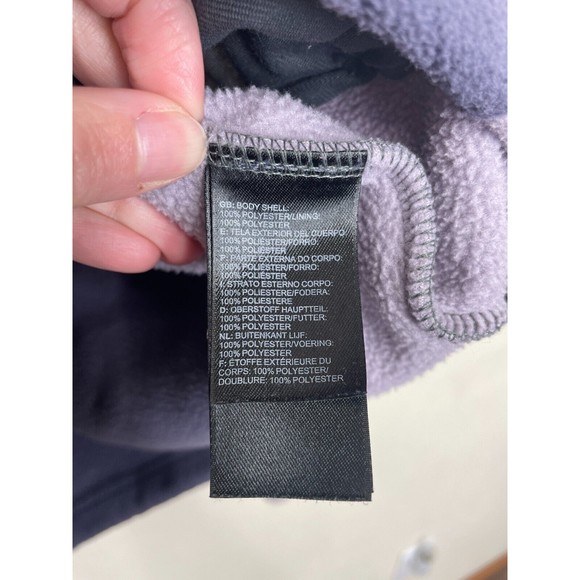 GB: BODY SHELL:
100% POLYESTER/LINING:
100% POLYESTER
E: TELA EXTERIOR DEL CUERPO
100% POLIÉSTER/FORRO:
100% POLIÉSTER
P: PARTE EXTERNA DO CORPO:
100% POLIÉSTER/FORRO:
100% POLIÉSTER
I: STRATO ESTERNO CORPO:
100% POLIESTERE/FODERA:
100% POLIESTERE
D: OBERSTOFF HAUPTTEIL:
100% POLYESTER/FUTTER:
100% POLYESTER
NL: BUITENKANT LIJF:
100% POLYESTER/VOERING:
100% POLYESTER
F: ÉTOFFE EXTÉRIEURE DU
CORPS: 100% POLYESTER/
DOUBLURE: 100% POLYESTER